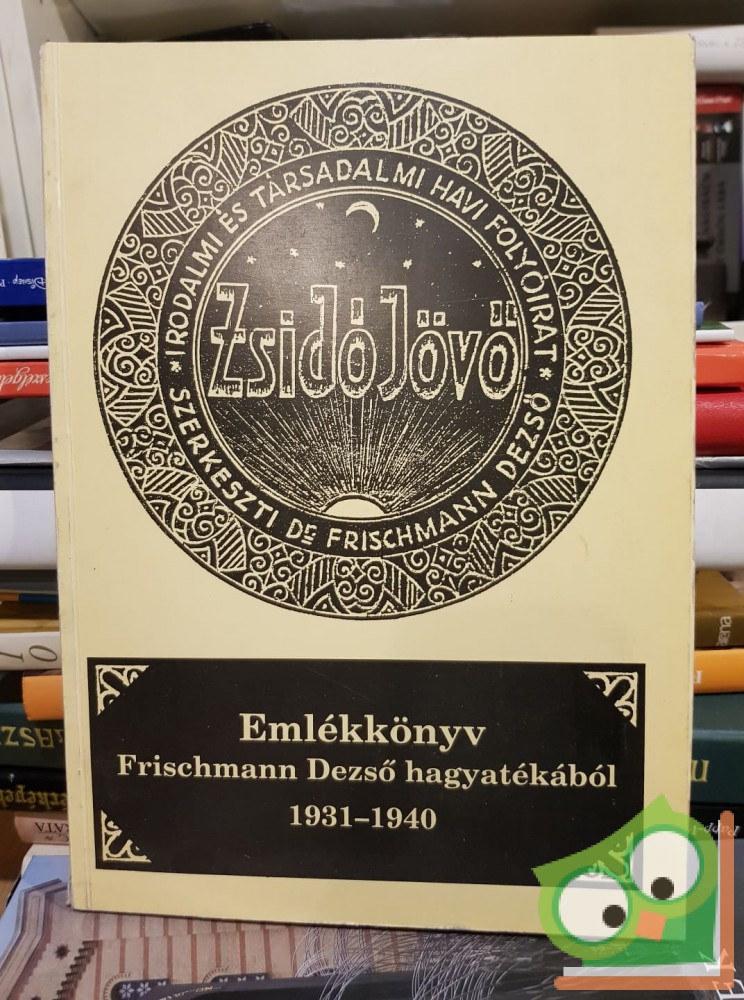 *IRODALMI ÉS TÁRSADALMI HAVI FOLYÓIRAT*
Zsidó Jövő
SZERKESZTI DR FRISCHMANN DEZSŐ
Emlékkönyv
Frischmann Dezső hagyatékából
1931–1940